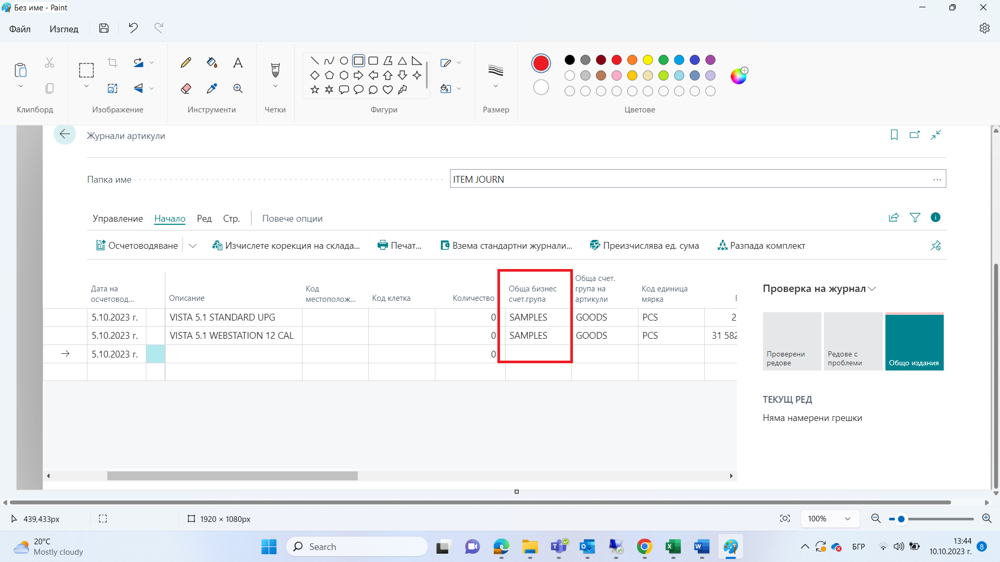 Без име - Paint
Файл
Изглед
Клипборд
Изображение
Инструменти
Четки
Фигури
Размер
Цветове
Журнали артикули
Папка име
ITEM JOURN
Управление
Начало
Ред
Стр.
Повече опции
Осчетоводяване
Изчислете корекция на склада...
Печат...
Взема стандартни журнали...
Преизчислява ед. сума
Разпада комплект
Дата на осчетовод...
Описание
Код местополож...
Код клетка
Количество
Обща бизнес счет.група
Обща счет. група на артикули
Код единица мярка
5.10.2023 г. VISTA 5.1 STANDARD UPG 0 SAMPLES GOODS PCS 2
5.10.2023 г. VISTA 5.1 WEBSTATION 12 CAL 0 SAMPLES GOODS PCS 31 582
5.10.2023 г. 0
Проверка на журнал
Проверени редове
Редове с проблеми
Общо издания
ТЕКУЩ РЕД
Няма намерени грешки
439,433px
1920 × 1080px
100%
20°C
Mostly cloudy
Search
БГР
13:44
10.10.2023 г.
8